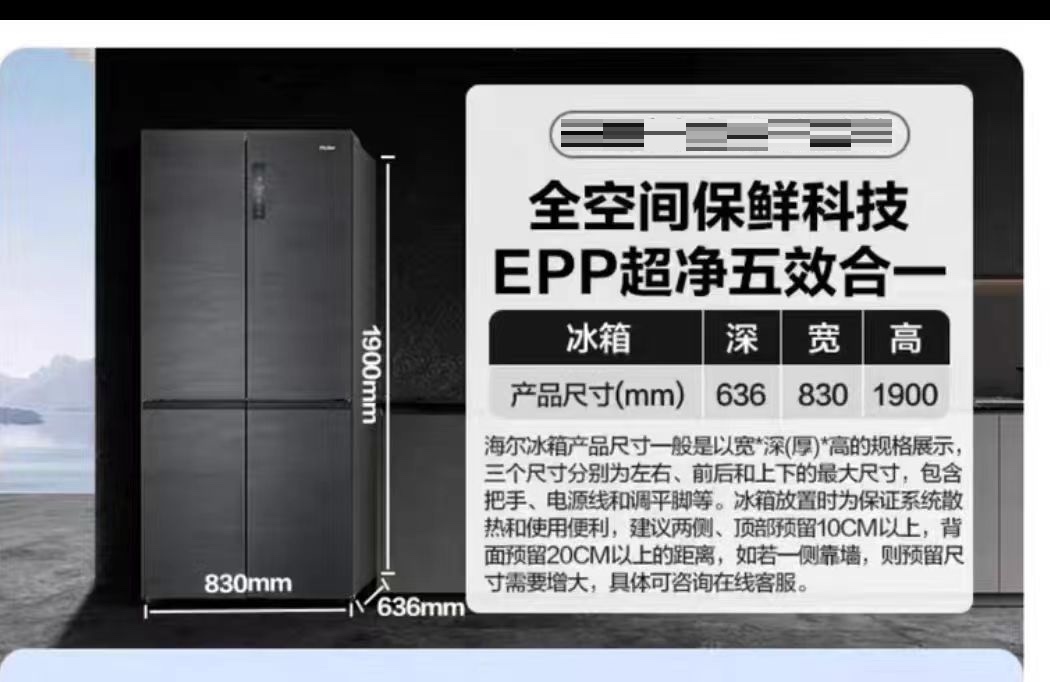 Haier
全空间保鲜科技
EPP超净五效合一
冰箱 深 宽 高
产品尺寸(mm) 636 830 1900
海尔冰箱产品尺寸一般是以宽*深(厚)*高的规格展示，
三个尺寸分别为左右、前后和上下的最大尺寸，包含
把手、电源线和调平脚等。冰箱放置时为保证系统散
热和使用便利，建议两侧、顶部预留10CM以上，背
面预留20CM以上的距离，如若一侧靠墙，则预留尺
寸需要增大，具体可咨询在线客服。
1900mm
830mm
636mm